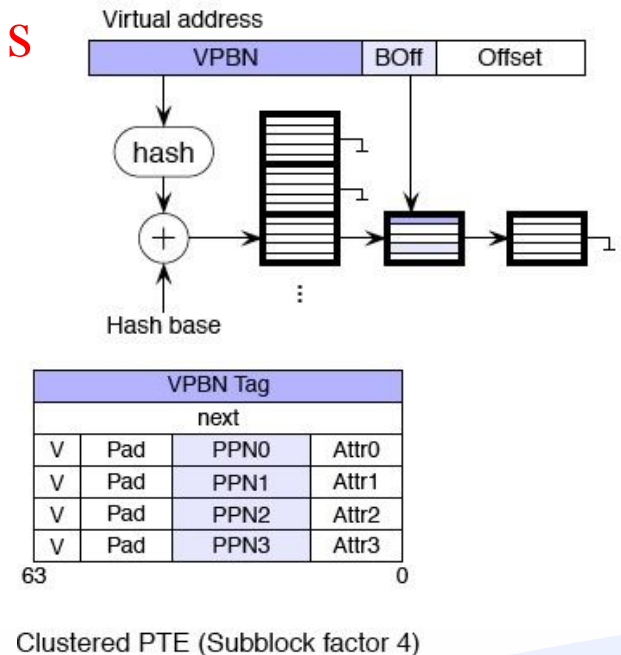 Virtual address
S
VPBN BOff Offset
hash
+
⋮
Hash base
VPBN Tag
next
V Pad PPN0 Attr0
V Pad PPN1 Attr1
V Pad PPN2 Attr2
V Pad PPN3 Attr3
63 0
Clustered PTE (Subblock factor 4)